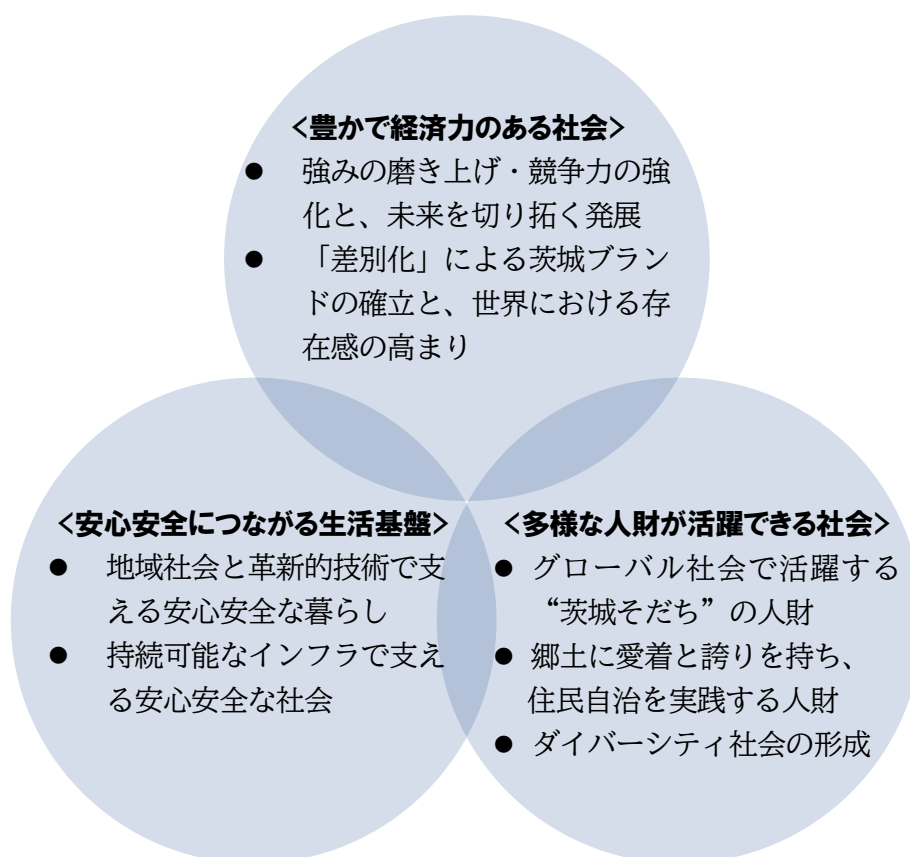 <豊かで経済力のある社会>
● 強みの磨き上げ・競争力の強
化と、未来を切り拓く発展
● 「差別化」による茨城ブラン
ドの確立と、世界における存
在感の高まり
<安心安全につながる生活基盤>
● 地域社会と革新的技術で支
える安心安全な暮らし
● 持続可能なインフラで支え
る安心安全な社会
<多様な人財が活躍できる社会>
● グローバル社会で活躍する
“茨城そだち”の人財
● 郷土に愛着と誇りを持ち、
住民自治を実践する人財
● ダイバーシティ社会の形成